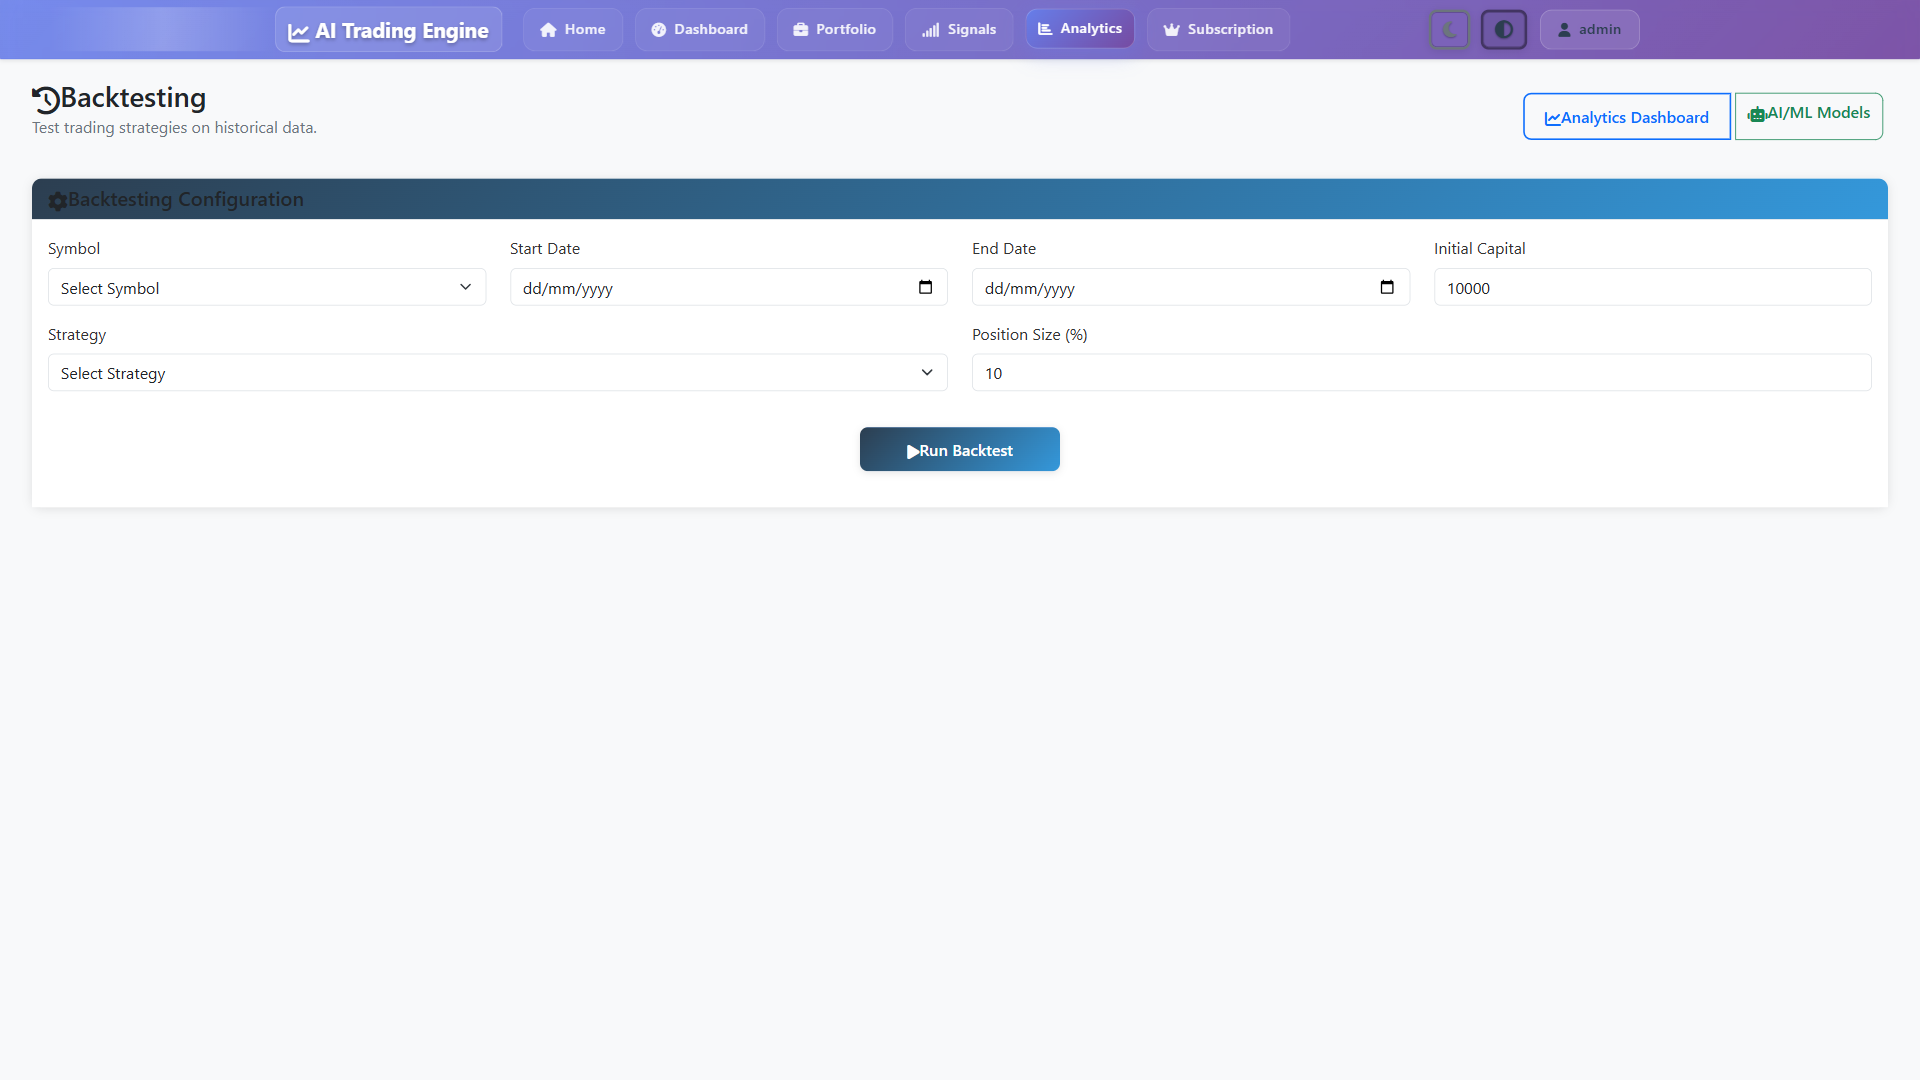 AI Trading Engine
Home
Dashboard
Portfolio
Signals
Analytics
Subscription
admin
Backtesting
Test trading strategies on historical data.
Analytics Dashboard
AI/ML Models
Backtesting Configuration
Symbol
Start Date
End Date
Initial Capital
Select Symbol
dd/mm/yyyy
dd/mm/yyyy
10000
Strategy
Position Size (%)
Select Strategy
10
Run Backtest